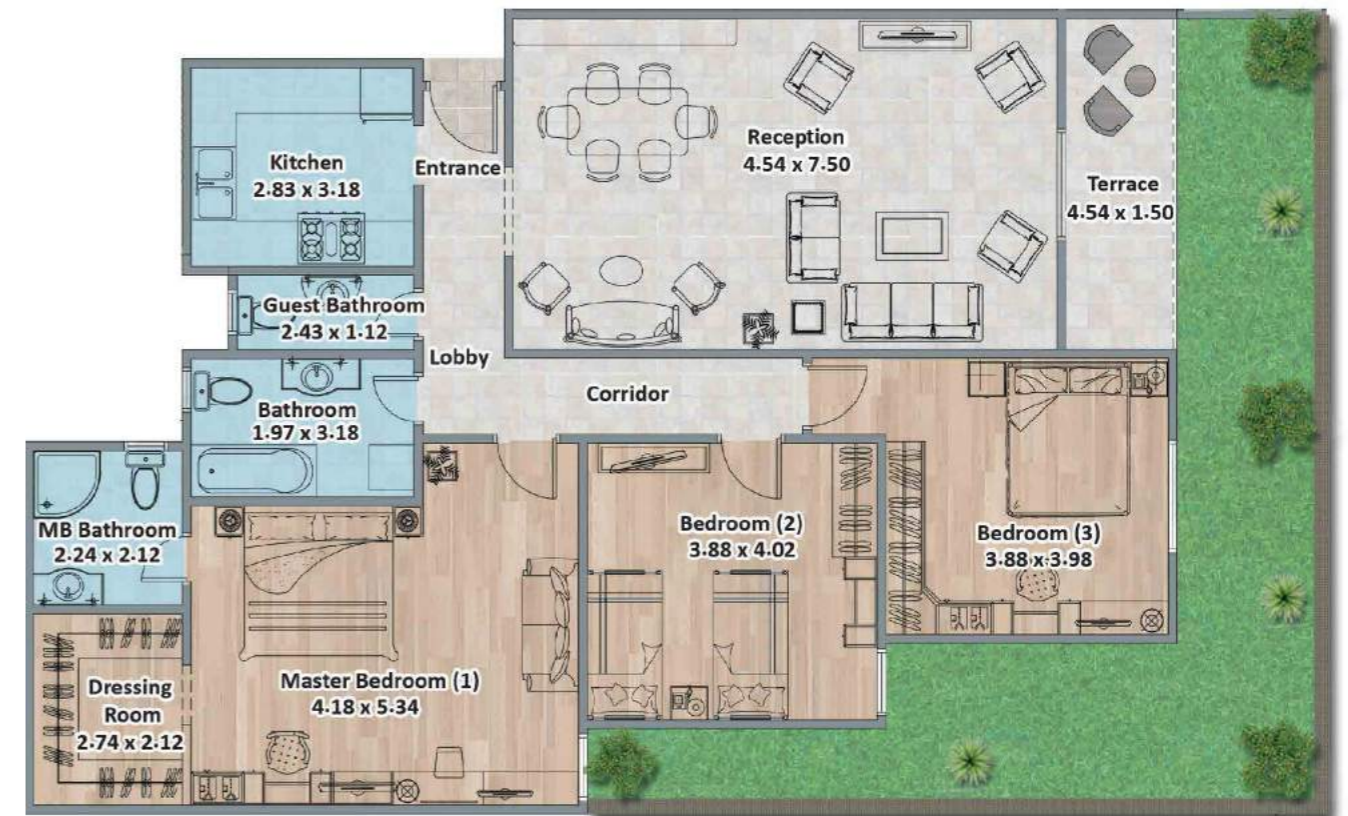 Kitchen
2.83 x 3.18
Entrance
Reception
4.54 x 7.50
Terrace
4.54 x 1.50
Guest Bathroom
2.43 x 1.12
Lobby
Corridor
Bathroom
1.97 x 3.18
MB Bathroom
2.24 x 2.12
Bedroom (2)
3.88 x 4.02
Bedroom (3)
3.88 x 3.98
Dressing
Room
2.74 x 2.12
Master Bedroom (1)
4.18 x 5.34